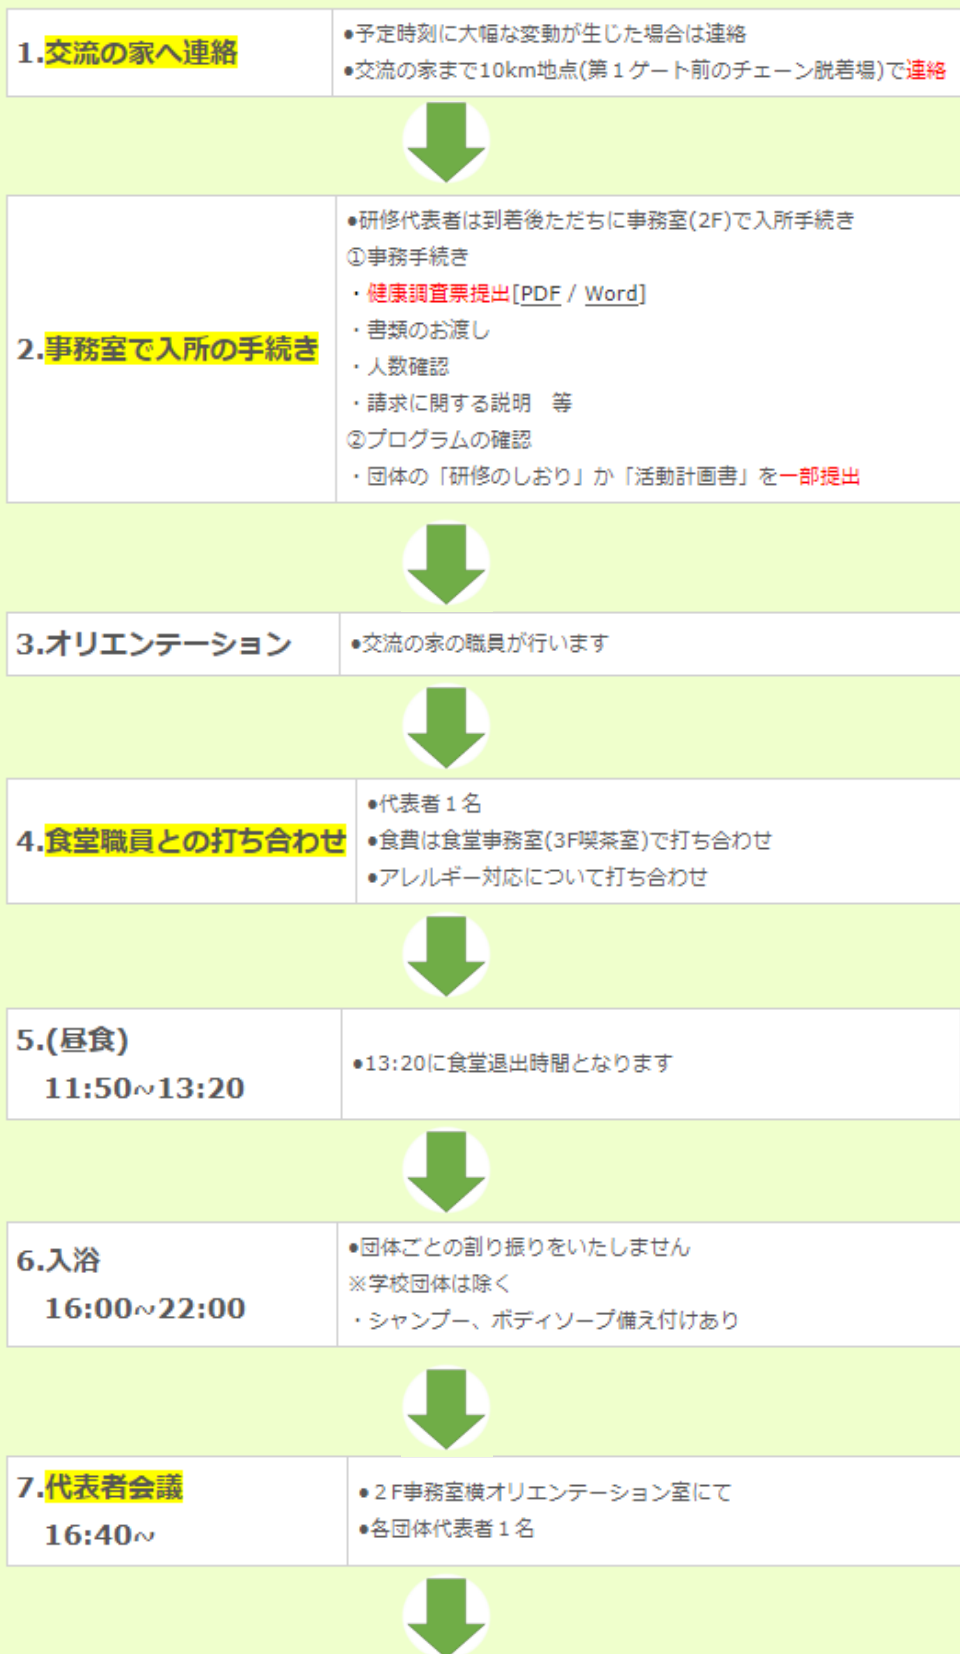 1.交流の家へ連絡
●予定時刻に大幅な変動が生じた場合は連絡
●交流の家まで10km地点(第１ゲート前のチェーン脱着場)で連絡
2.事務室で入所の手続き
●研修代表者は到着後ただちに事務室(2F)で入所手続き
①事務手続き
・健康調査票提出[PDF / Word]
・書類のお渡し
・人数確認
・請求に関する説明　等
②プログラムの確認
・団体の「研修のしおり」か「活動計画書」を一部提出
3.オリエンテーション
●交流の家の職員が行います
4.食堂職員との打ち合わせ
●代表者１名
●食費は食堂事務室(3F喫茶室)で打ち合わせ
●アレルギー対応について打ち合わせ
5.(昼食)
11:50~13:20
●13:20に食堂退出時間となります
6.入浴
16:00~22:00
●団体ごとの割り振りをいたしません
※学校団体は除く
・シャンプー、ボディソープ備え付けあり
7.代表者会議
16:40~
●２F事務室横オリエンテーション室にて
●各団体代表者１名